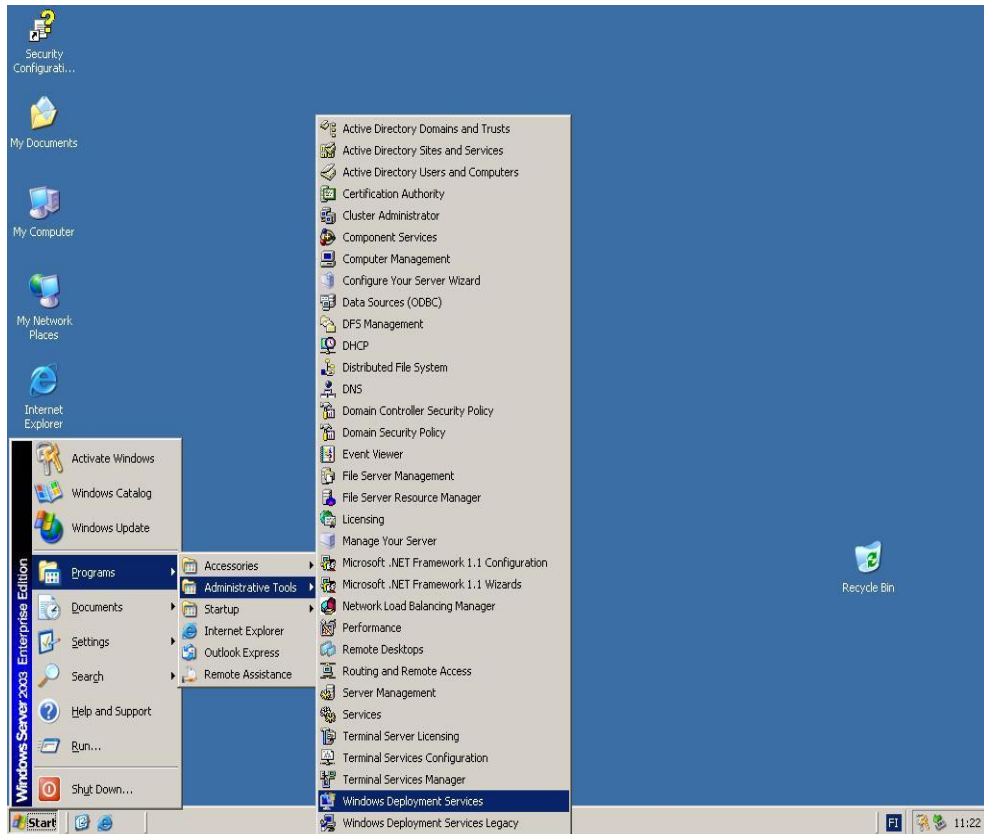 Security
Configurati...
My Documents
My Computer
My Network
Places
Internet
Explorer
Windows Server 2003 Enterprise Edition
Activate Windows
Windows Catalog
Windows Update
Programs
Documents
Settings
Search
Help and Support
Run...
Shut Down...
Accessories
Administrative Tools
Startup
Internet Explorer
Outlook Express
Remote Assistance
Active Directory Domains and Trusts
Active Directory Sites and Services
Active Directory Users and Computers
Certification Authority
Cluster Administrator
Component Services
Computer Management
Configure Your Server Wizard
Data Sources (ODBC)
DFS Management
DHCP
Distributed File System
DNS
Domain Controller Security Policy
Domain Security Policy
Event Viewer
File Server Management
File Server Resource Manager
Licensing
Manage Your Server
Microsoft .NET Framework 1.1 Configuration
Microsoft .NET Framework 1.1 Wizards
Network Load Balancing Manager
Performance
Remote Desktops
Routing and Remote Access
Server Management
Services
Terminal Server Licensing
Terminal Services Configuration
Terminal Services Manager
Windows Deployment Services
Windows Deployment Services Legacy
Recycle Bin
Start
FI
11:22